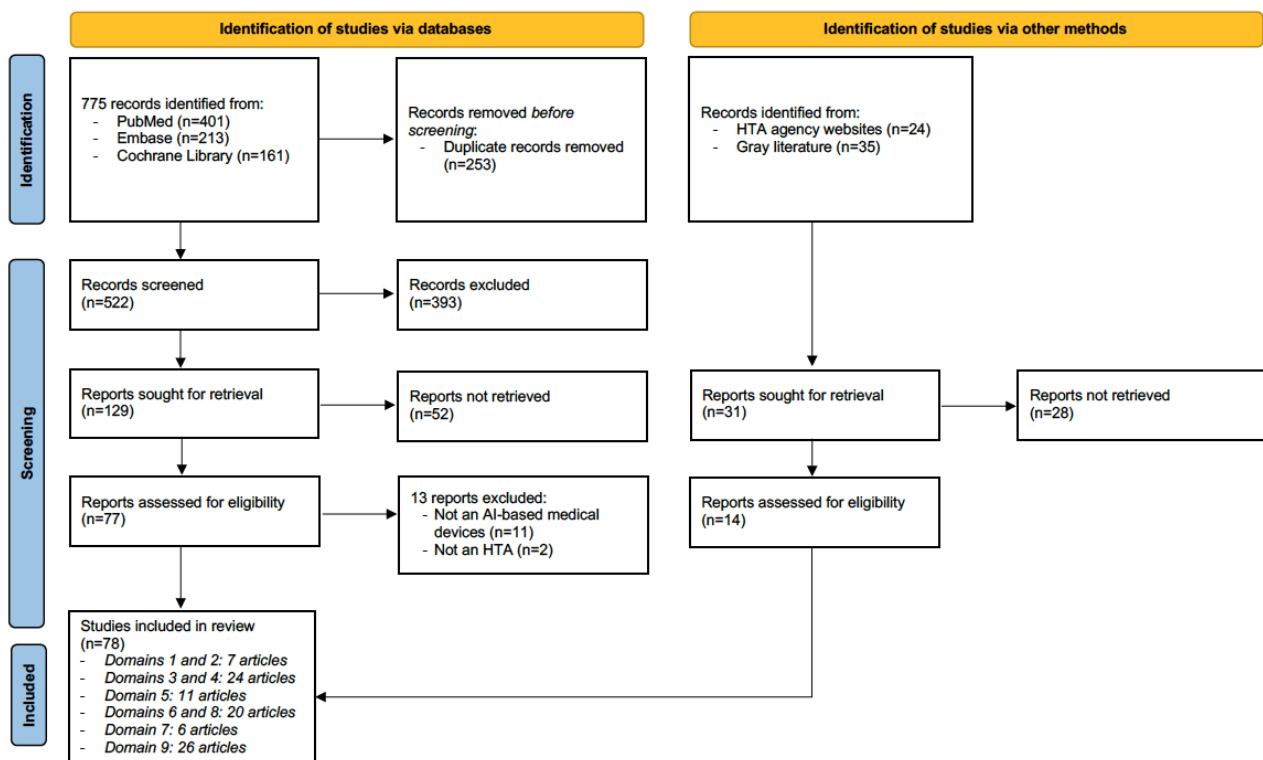 Identification of studies via databases
Identification of studies via other methods
Identification
775 records identified from:
- PubMed (n=401)
- Embase (n=213)
- Cochrane Library (n=161)
Records removed before
screening:
- Duplicate records removed
(n=253)
Records identified from:
- HTA agency websites (n=24)
- Gray literature (n=35)
Screening
Records screened
(n=522)
Records excluded
(n=393)
Reports sought for retrieval
(n=129)
Reports not retrieved
(n=52)
Reports sought for retrieval
(n=31)
Reports not retrieved
(n=28)
Reports assessed for eligibility
(n=77)
13 reports excluded:
- Not an AI-based medical
devices (n=11)
- Not an HTA (n=2)
Reports assessed for eligibility
(n=14)
Included
Studies included in review
(n=78)
- Domains 1 and 2: 7 articles
- Domains 3 and 4: 24 articles
- Domain 5: 11 articles
- Domains 6 and 8: 20 articles
- Domain 7: 6 articles
- Domain 9: 26 articles